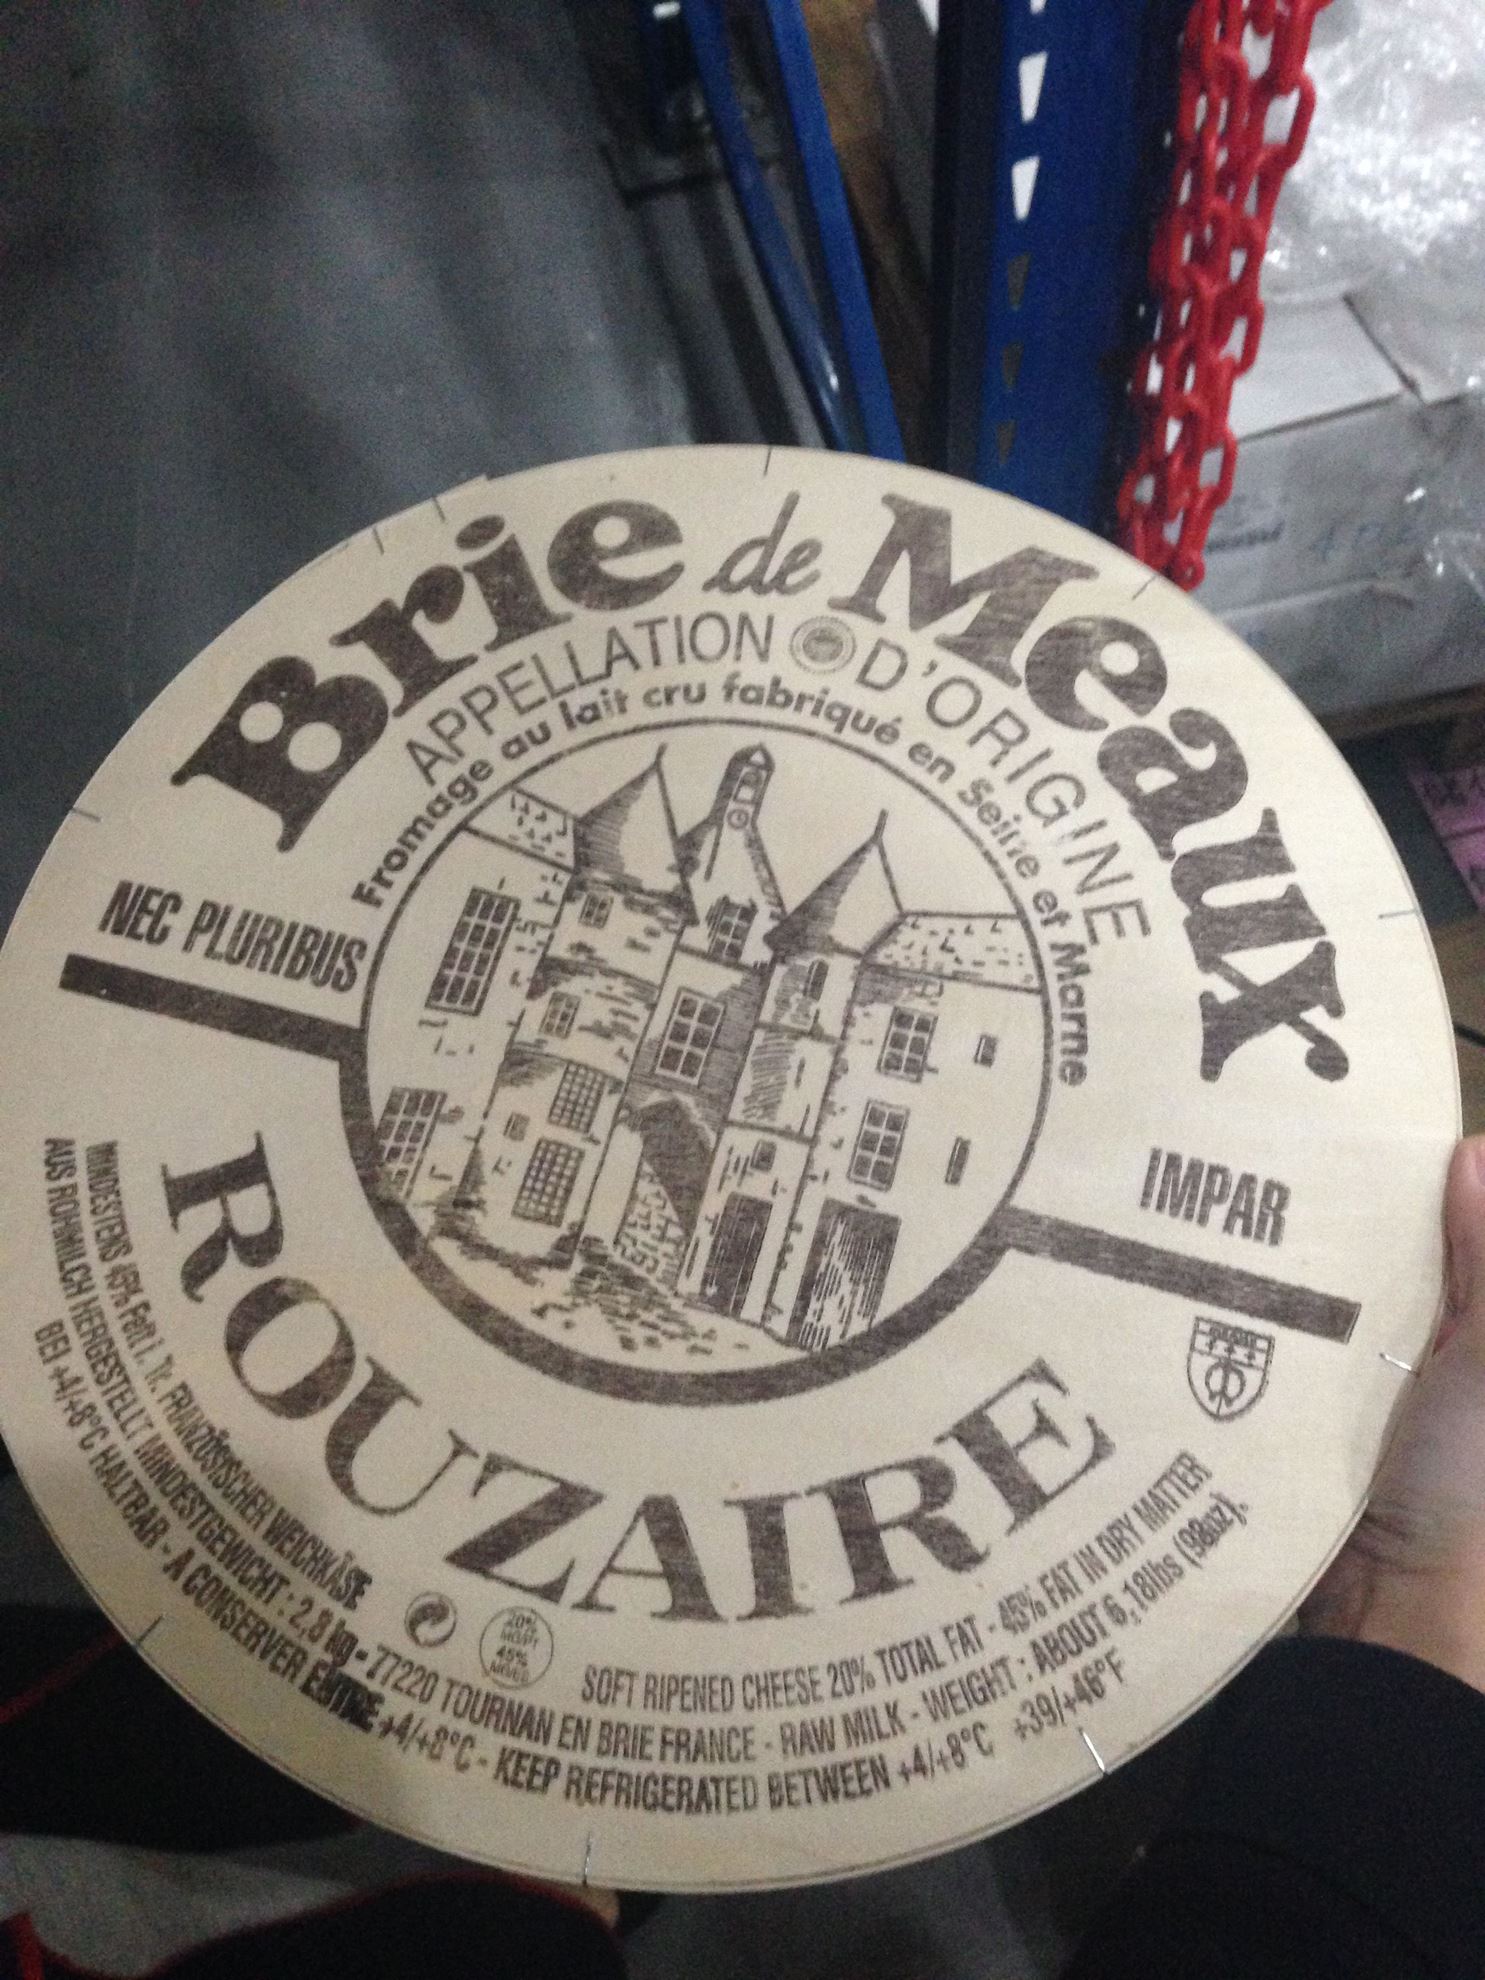 Brie de Meaux
APPELLATION D'ORIGINE
Fromage au lait cru fabriqué en Seine et Marne
NEC PLURIBUS
IMPAR
ROUZAIRE
MINDESTENS 45% Fett i. Tr. FRANZÖSISCHER WEICHKÄSE
AUS ROHMILCH HERGESTELLT. MINDESTGEWICHT : 2,8 kg - 77220 TOURNAN EN BRIE FRANCE - RAW MILK - WEIGHT : ABOUT 6,18lbs (98oz).
BEI +4/+8°C HALTBAR - A CONSERVER ENTRE +4/+8°C - KEEP REFRIGERATED BETWEEN +4/+8°C +39/+46°F
20%
45%
SOFT RIPENED CHEESE 20% TOTAL FAT - 45% FAT IN DRY MATTER